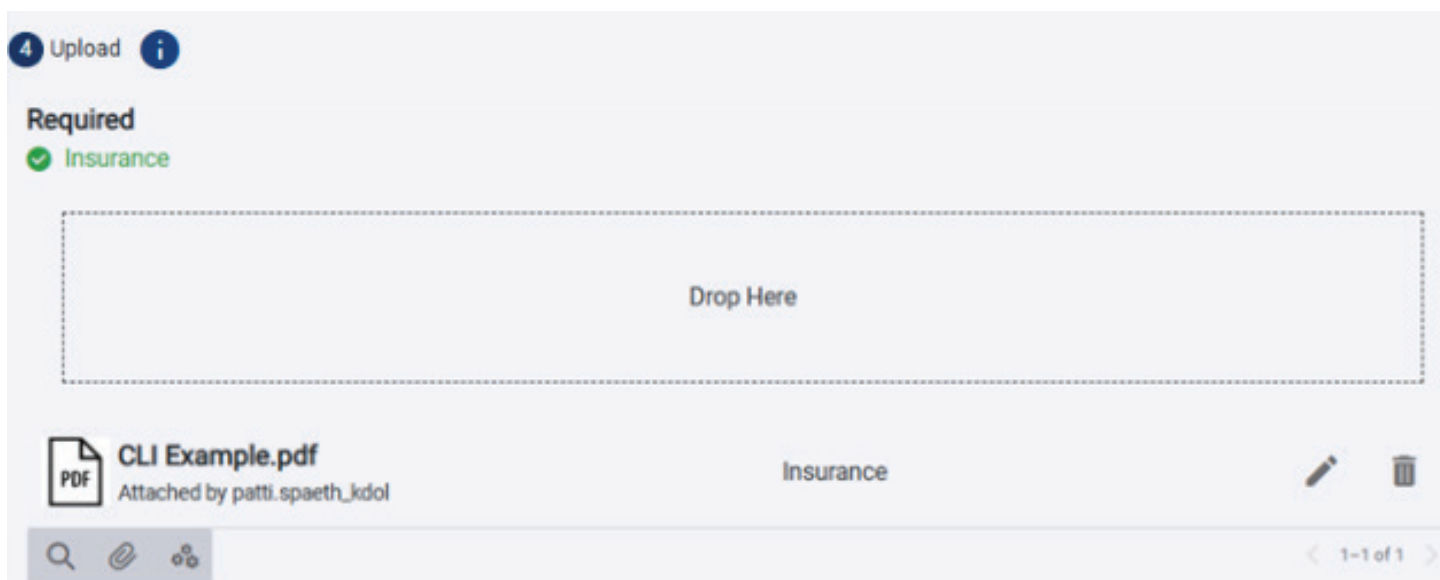 4 Upload i
Required
Insurance
Drop Here
PDF
CLI Example.pdf
Attached by patti.spaeth_kdol
Insurance
1–1 of 1